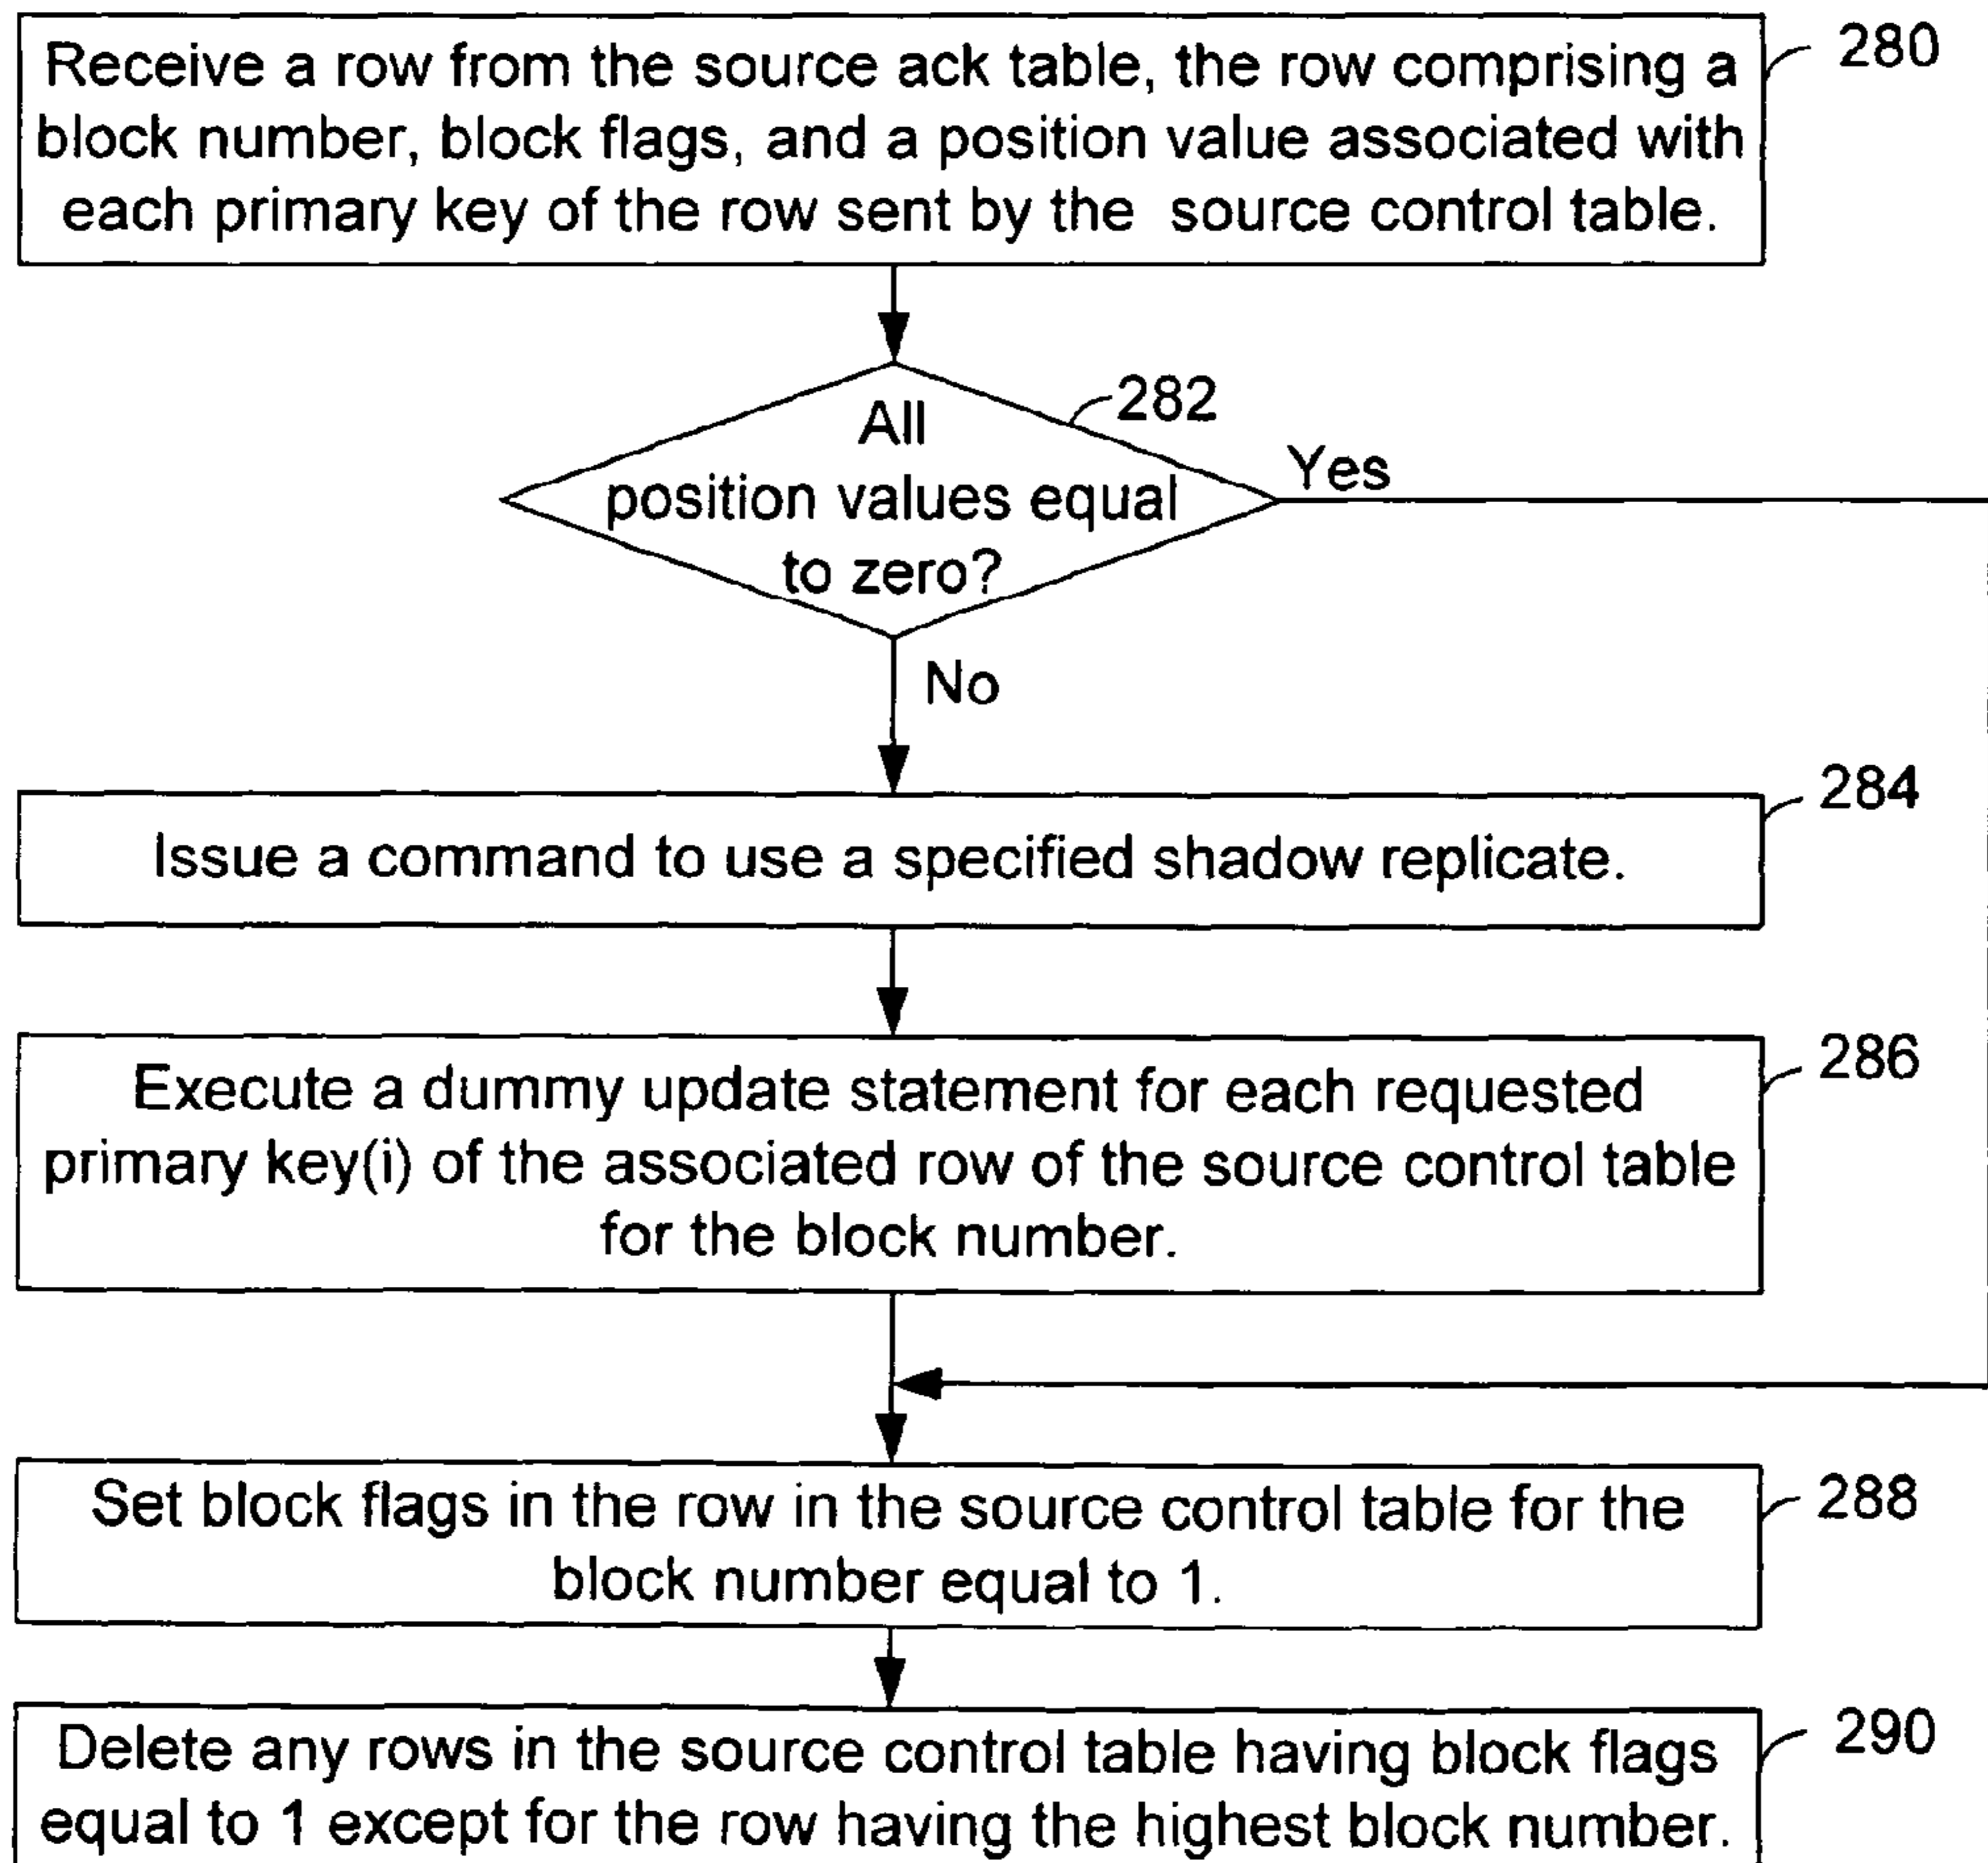 Receive a row from the source ack table, the row comprising a
block number, block flags, and a position value associated with
each primary key of the row sent by the source control table.
280
All
position values equal
to zero?
282
Yes
No
Issue a command to use a specified shadow replicate.
284
Execute a dummy update statement for each requested
primary key(i) of the associated row of the source control table
for the block number.
286
Set block flags in the row in the source control table for the
block number equal to 1.
288
Delete any rows in the source control table having block flags
equal to 1 except for the row having the highest block number.
290